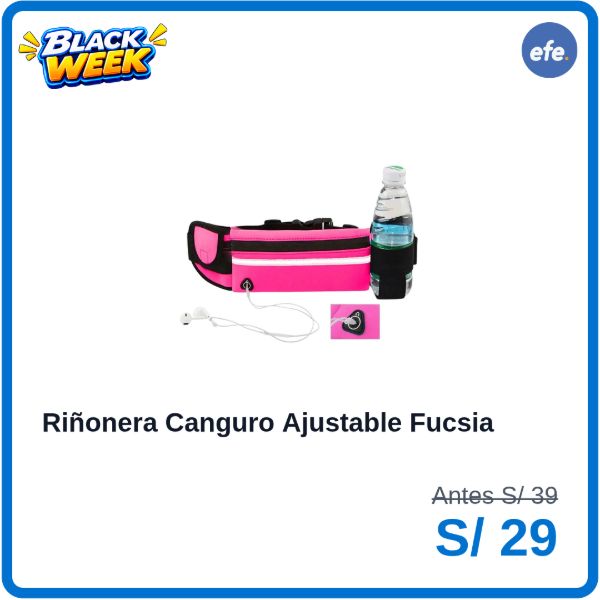 BLACK
WEEK
efe.
Riñonera Canguro Ajustable Fucsia
Antes S/ 39
S/ 29